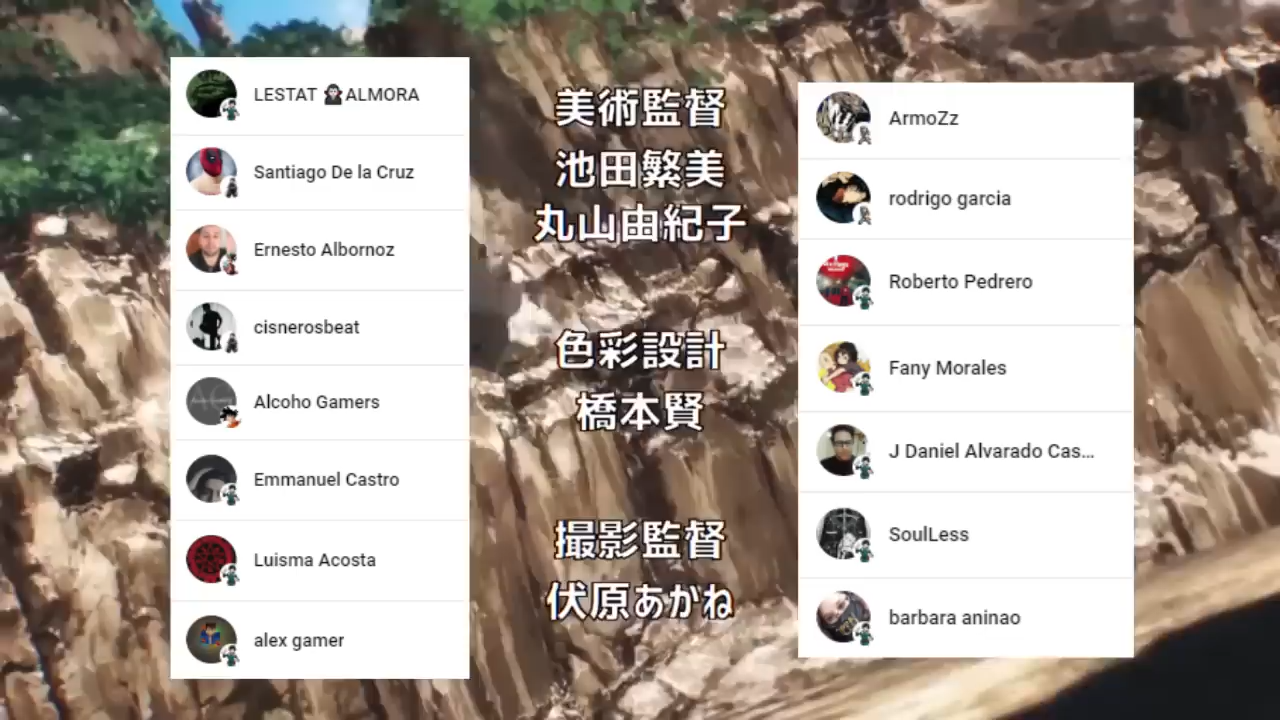 LESTAT 🧛🏻‍♂️ALMORA
Santiago De la Cruz
Ernesto Albornoz
cisnerosbeat
Alcoho Gamers
Emmanuel Castro
Luisma Acosta
alex gamer
美術監督
池田繁美
丸山由紀子
色彩設計
橋本賢
撮影監督
伏原あかね
ArmoZz
rodrigo garcia
Roberto Pedrero
Fany Morales
J Daniel Alvarado Cas...
SoulLess
barbara aninao